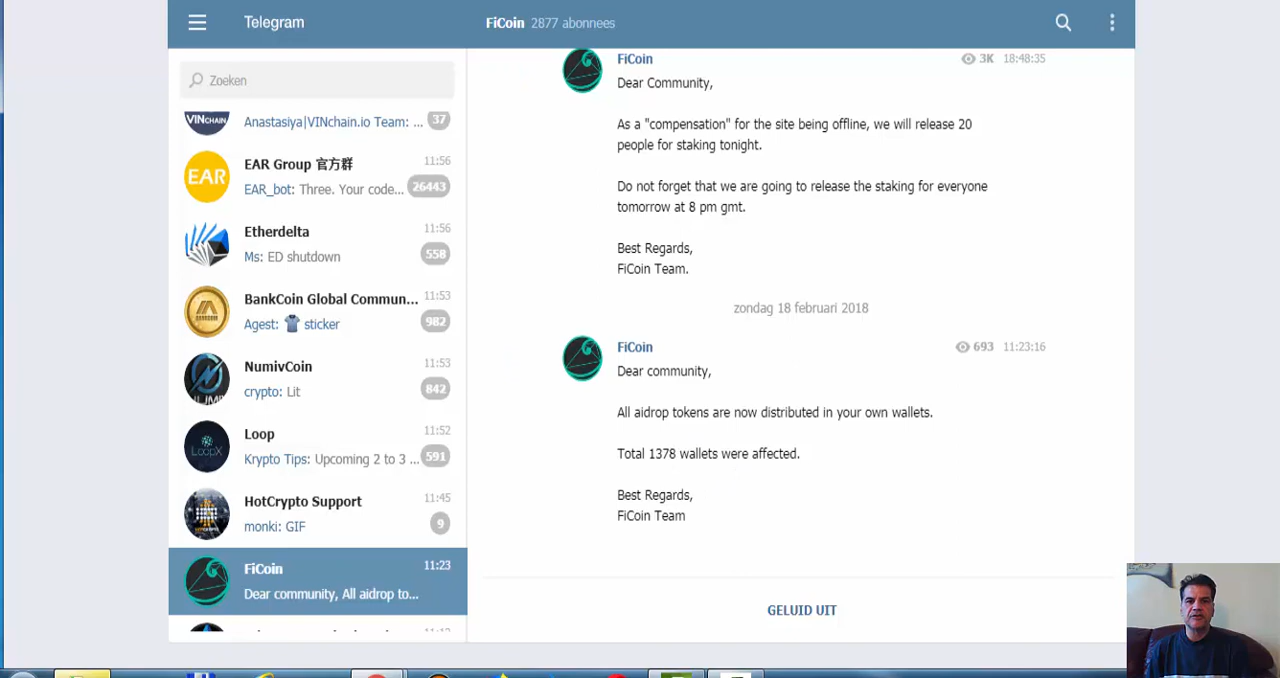 Telegram
FiCoin 2877 abonnees
Zoeken
VINCHAIN
Anastasiya|VINchain.io Team: ... 37
EAR Group 官方群 11:56
EAR
EAR_bot: Three. Your code... 26443
Etherdelta 11:56
Ms: ED shutdown 558
BankCoin Global Commun... 11:53
Agest: 👕 sticker 982
NumivCoin 11:53
crypto: Lit 842
Loop 11:52
LOOPX
Krypto Tips: Upcoming 2 to 3 ... 591
HotCrypto Support 11:45
monki: GIF 9
FiCoin 11:23
Dear community, All aidrop to...
FiCoin 3K 18:48:35
Dear Community,
As a "compensation" for the site being offline, we will release 20
people for staking tonight.
Do not forget that we are going to release the staking for everyone
tomorrow at 8 pm gmt.
Best Regards,
FiCoin Team.
zondag 18 februari 2018
FiCoin 693 11:23:16
Dear community,
All aidrop tokens are now distributed in your own wallets.
Total 1378 wallets were affected.
Best Regards,
FiCoin Team
GELUID UIT